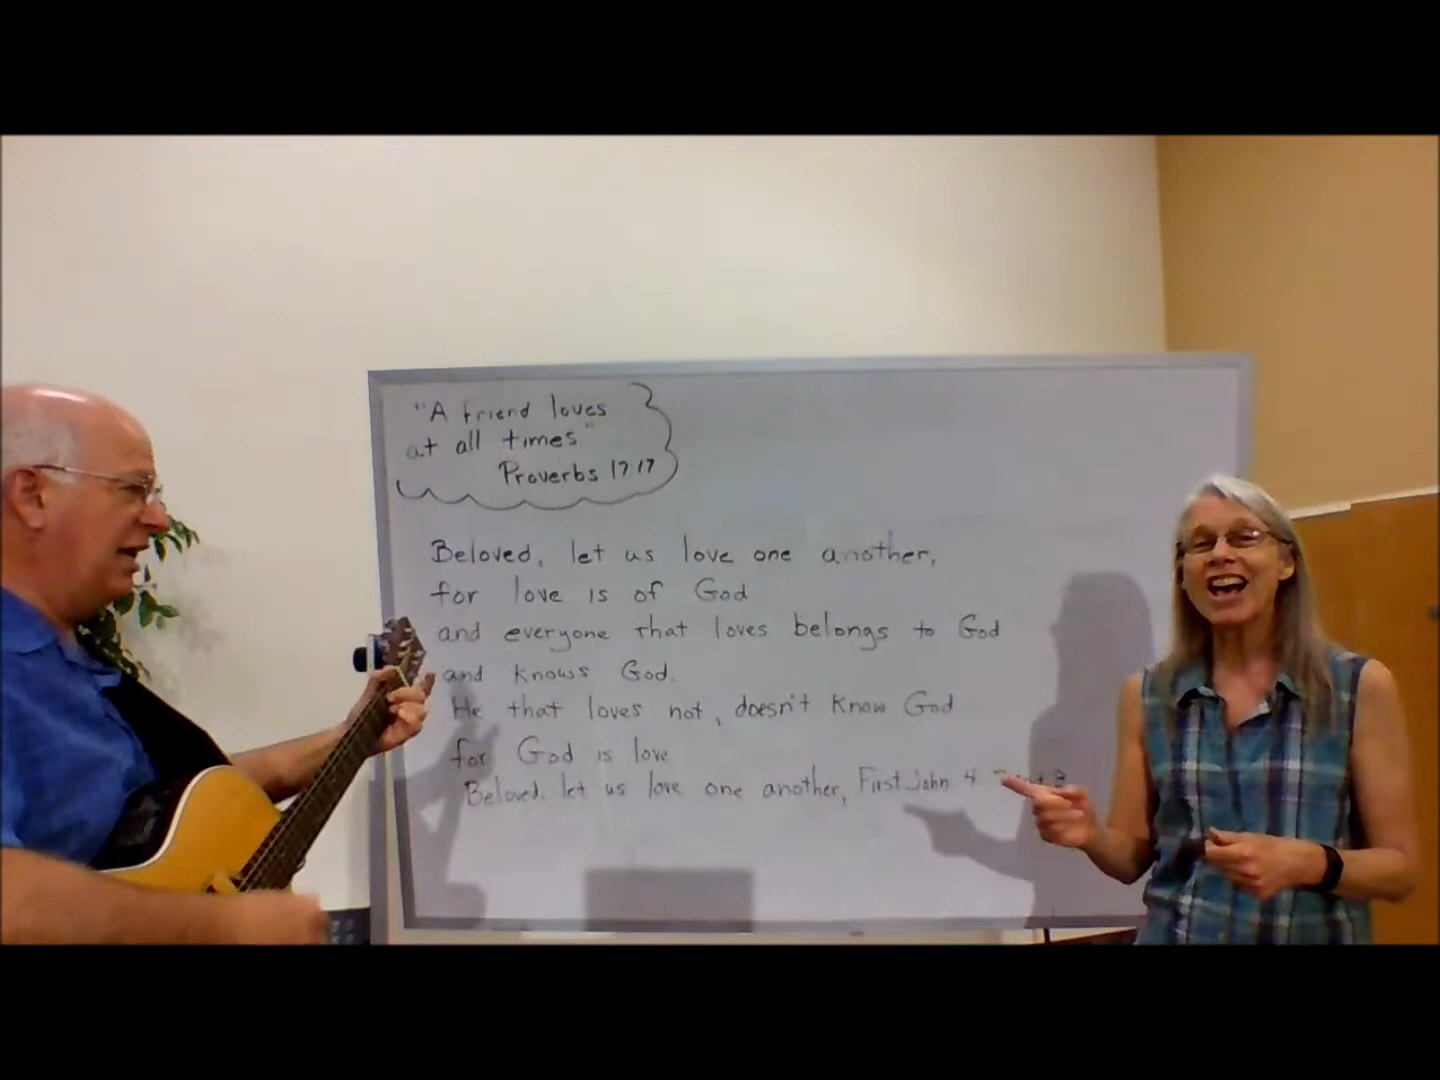 "A friend loves
at all times"
Proverbs 17:17
Beloved, let us love one another,
for love is of God
and everyone that loves belongs to God
and knows God.
He that loves not, doesn't know God
for God is love
Beloved, let us love one another, First John 4